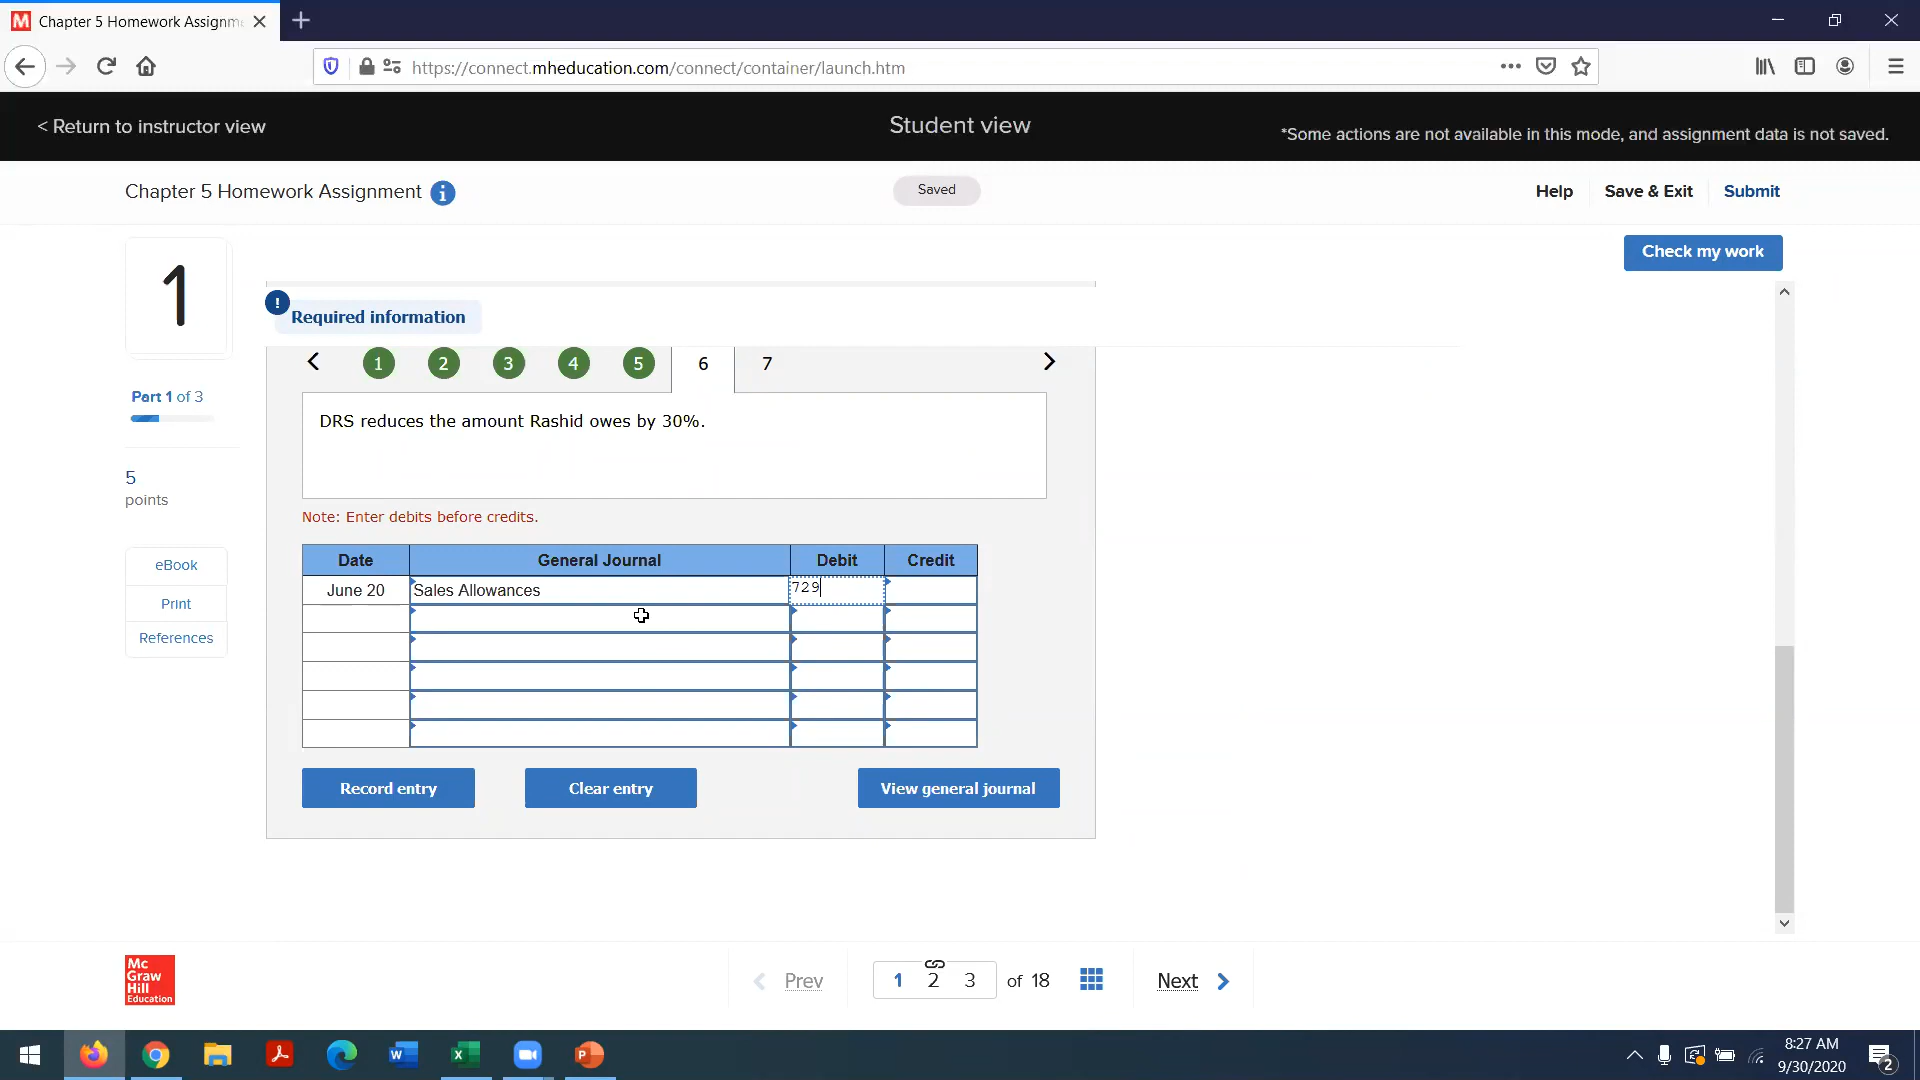 Chapter 5 Homework Assignm
https://connect.mheducation.com/connect/container/launch.htm
< Return to instructor view
Student view
*Some actions are not available in this mode, and assignment data is not saved.
Chapter 5 Homework Assignment i
Saved
Help
Save & Exit
Submit
1
Check my work
!
Required information
Part 1 of 3
1 2 3 4 5 6 7
DRS reduces the amount Rashid owes by 30%.
5
points
Note: Enter debits before credits.
eBook
Print
References
Date General Journal Debit Credit
June 20 Sales Allowances 729
Record entry
Clear entry
View general journal
Mc
Graw
Hill
Education
Prev
1 2 3 of 18
Next
8:27 AM
9/30/2020
2